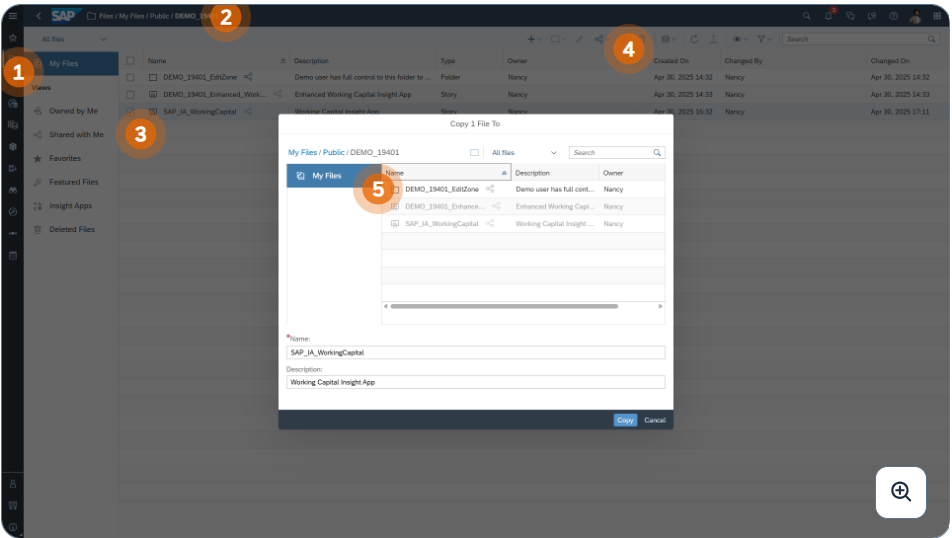 SAP Files / My Files / Public / DEMO_19401 2
All files
4
Search
1 My Files
Name Description Type Owner Created On Changed By Changed On
Views
DEMO_19401_EditZone Demo user has full control to this folder to ... Folder Nancy Apr 30, 2025 14:32 Nancy Apr 30, 2025 14:32
DEMO_19401_Enhanced_Work... Enhanced Working Capital Insight App Story Nancy Apr 30, 2025 14:33 Nancy Apr 30, 2025 14:33
Owned by Me
SAP_IA_WorkingCapital Working Capital Insight App Story Nancy Apr 30, 2025 16:32 Nancy Apr 30, 2025 17:11
Shared with Me 3
Favorites
Featured Files
Insight Apps
Deleted Files
Copy 1 File To
My Files / Public / DEMO_19401 All files Search
My Files
Name Description Owner
5 DEMO_19401_EditZone Demo user has full cont... Nancy
DEMO_19401_Enhance... Enhanced Working Capi... Nancy
SAP_IA_WorkingCapital Working Capital Insight ... Nancy
*Name:
SAP_IA_WorkingCapital
Description:
Working Capital Insight App
Copy Cancel